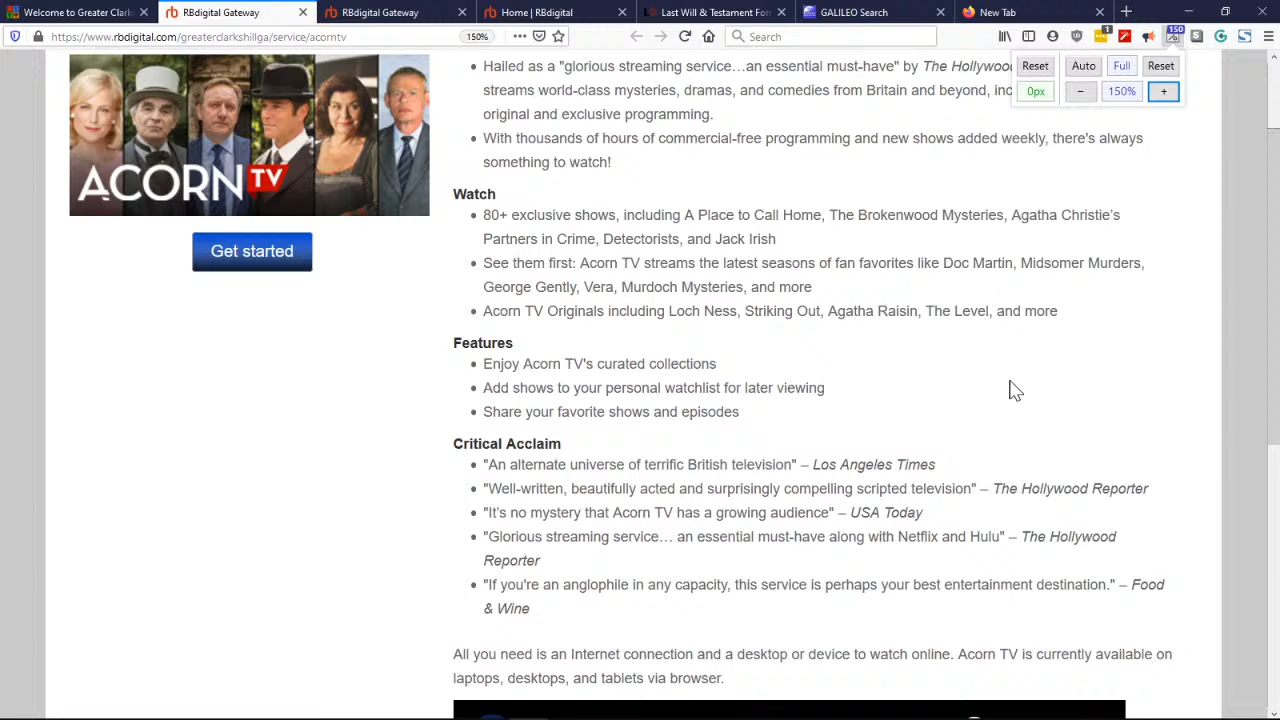 Welcome to Greater Clarks
RBdigital Gateway
RBdigital Gateway
Home | RBdigital
Last Will & Testament For
GALILEO Search
New Tab
https://www.rbdigital.com/greaterclarkshillga/service/acorntv
150%
Search
1
150
Reset
Auto
Full
Reset
0px
−
150%
+
ACORN TV
Get started
Hailed as a "glorious streaming service…an essential must-have" by The Hollywoo
streams world-class mysteries, dramas, and comedies from Britain and beyond, inc
original and exclusive programming.
With thousands of hours of commercial-free programming and new shows added weekly, there's always
something to watch!
Watch
80+ exclusive shows, including A Place to Call Home, The Brokenwood Mysteries, Agatha Christie's
Partners in Crime, Detectorists, and Jack Irish
See them first: Acorn TV streams the latest seasons of fan favorites like Doc Martin, Midsomer Murders,
George Gently, Vera, Murdoch Mysteries, and more
Acorn TV Originals including Loch Ness, Striking Out, Agatha Raisin, The Level, and more
Features
Enjoy Acorn TV's curated collections
Add shows to your personal watchlist for later viewing
Share your favorite shows and episodes
Critical Acclaim
"An alternate universe of terrific British television" – Los Angeles Times
"Well-written, beautifully acted and surprisingly compelling scripted television" – The Hollywood Reporter
"It's no mystery that Acorn TV has a growing audience" – USA Today
"Glorious streaming service… an essential must-have along with Netflix and Hulu" – The Hollywood
Reporter
"If you're an anglophile in any capacity, this service is perhaps your best entertainment destination." – Food
& Wine
All you need is an Internet connection and a desktop or device to watch online. Acorn TV is currently available on
laptops, desktops, and tablets via browser.